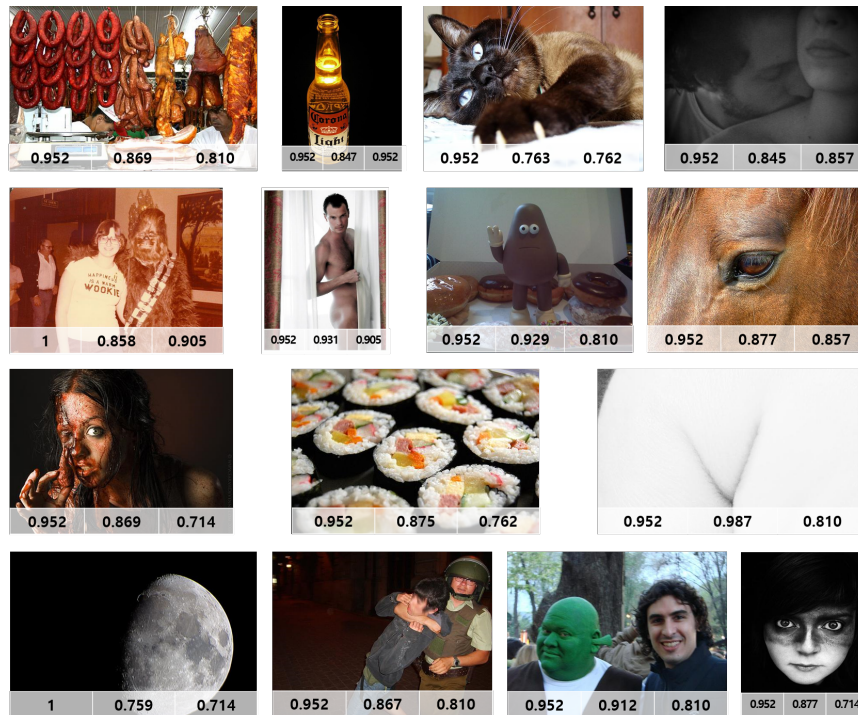 Corona
Light
0.952 0.869 0.810
0.952 0.847 0.952
0.952 0.763 0.762
0.952 0.845 0.857
HAPPINESS
IS A WARM
WOOKIE
1 0.858 0.905
0.952 0.931 0.905
0.952 0.929 0.810
0.952 0.877 0.857
0.952 0.869 0.714
0.952 0.875 0.762
0.952 0.987 0.810
1 0.759 0.714
0.952 0.867 0.810
0.952 0.912 0.810
0.952 0.877 0.714